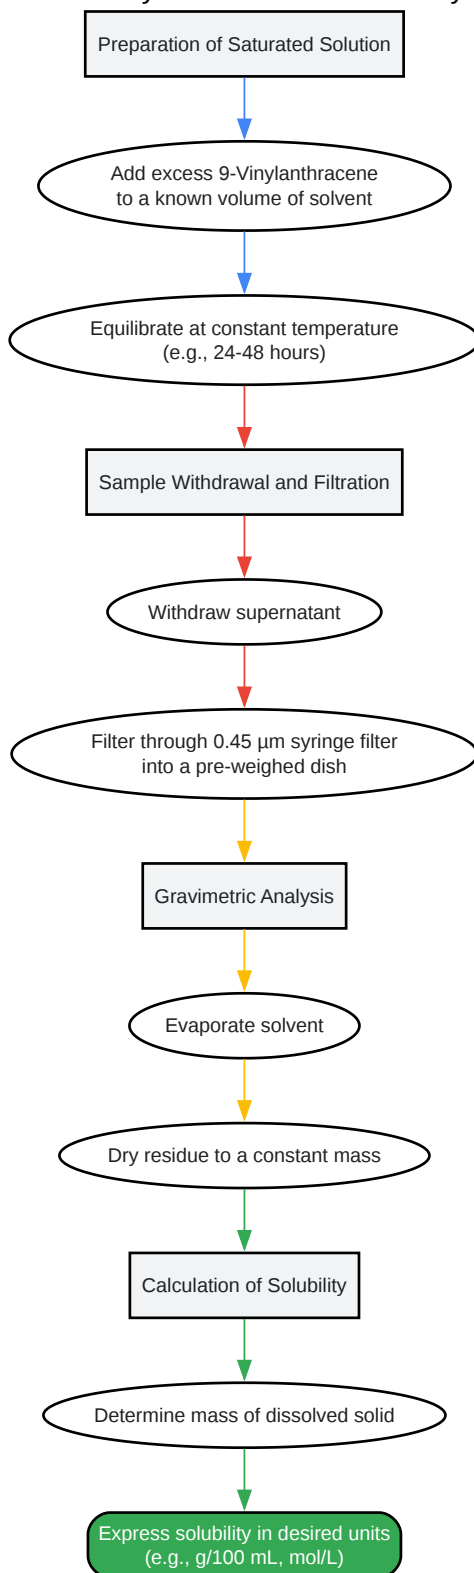 Preparation of Saturated Solution
Add excess 9-Vinylanthracene
to a known volume of solvent
Equilibrate at constant temperature
(e.g., 24-48 hours)
Sample Withdrawal and Filtration
Withdraw supernatant
Filter through 0.45 µm syringe filter
into a pre-weighed dish
Gravimetric Analysis
Evaporate solvent
Dry residue to a constant mass
Calculation of Solubility
Determine mass of dissolved solid
Express solubility in desired units
(e.g., g/100 mL, mol/L)